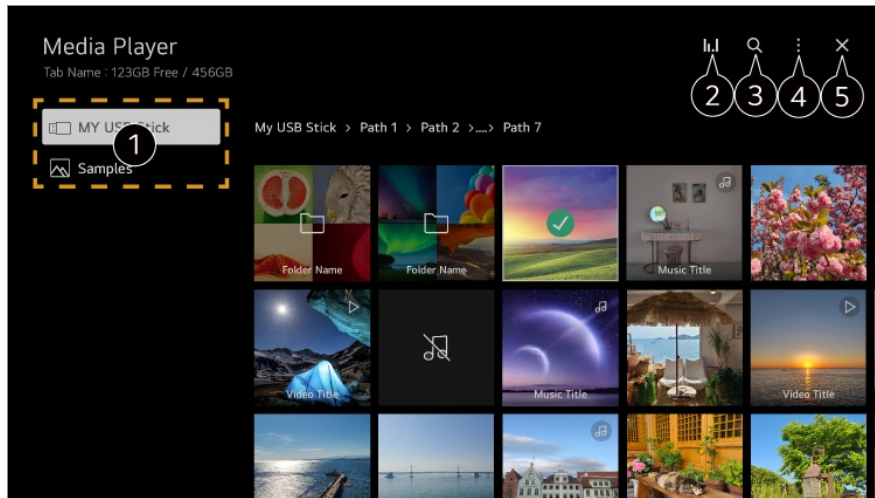 Media Player
Tab Name : 123GB Free / 456GB
2 3 4 5
MY USB Stick
1
Samples
My USB Stick > Path 1 > Path 2 >....> Path 7
Folder Name
Folder Name
Music Title
Video Title
Music Title
Video Title